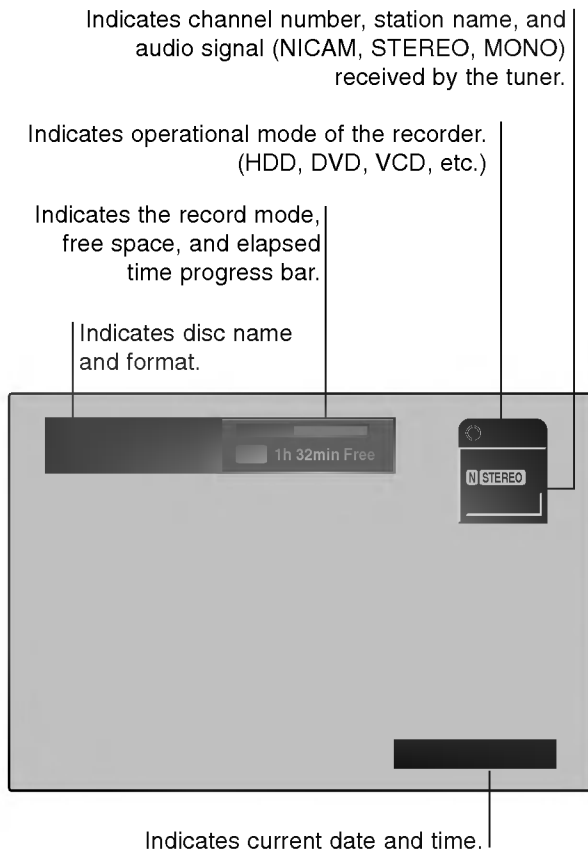 Indicates channel number, station name, and
audio signal (NICAM, STEREO, MONO)
received by the tuner.
Indicates operational mode of the recorder.
(HDD, DVD, VCD, etc.)
Indicates the record mode,
free space, and elapsed
time progress bar.
Indicates disc name
and format.
1h 32min Free
N STEREO
Indicates current date and time.